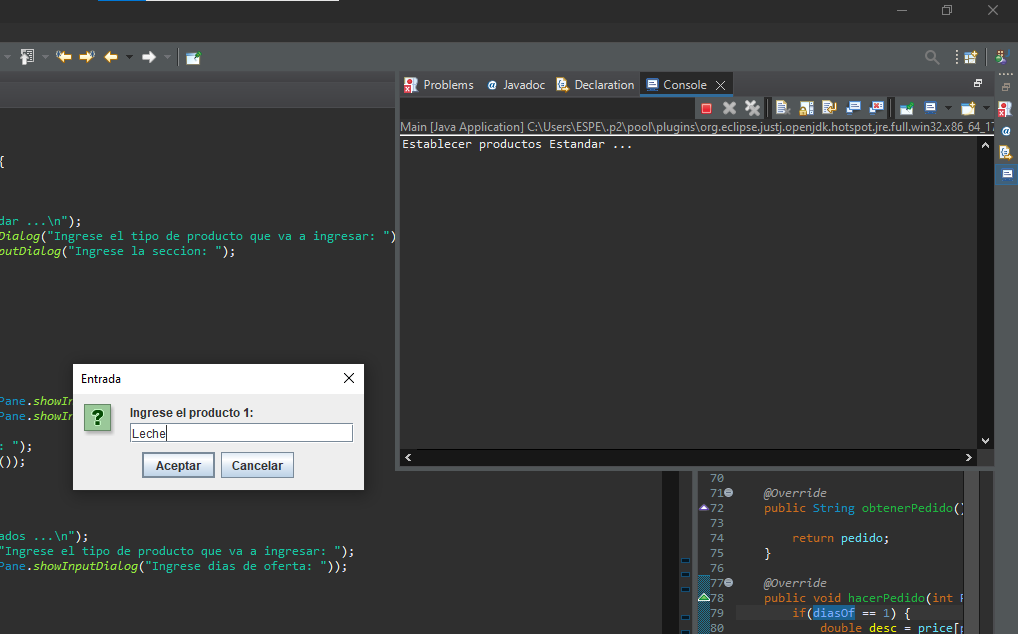 Problems @ Javadoc Declaration Console
Main [Java Application] C:\Users\ESPE\.p2\pool\plugins\org.eclipse.justj.openjdk.hotspot.jre.full.win32.x86_64_17
Establecer productos Estandar ...
{
dar ...\n");
Dialog("Ingrese el tipo de producto que va a ingresar: ")
putDialog("Ingrese la seccion: ");
Entrada
Ingrese el producto 1:
Leche
Aceptar Cancelar
Pane.showIn
Pane.showIn
: ");
());
ados ...\n");
"Ingrese el tipo de producto que va a ingresar: ");
Pane.showInputDialog("Ingrese dias de oferta: "));
70
71 @Override
72 public String obtenerPedido()
73
74 return pedido;
75 }
76
77 @Override
78 public void hacerPedido(int
79 if(diasOf == 1) {
80 double desc = price[